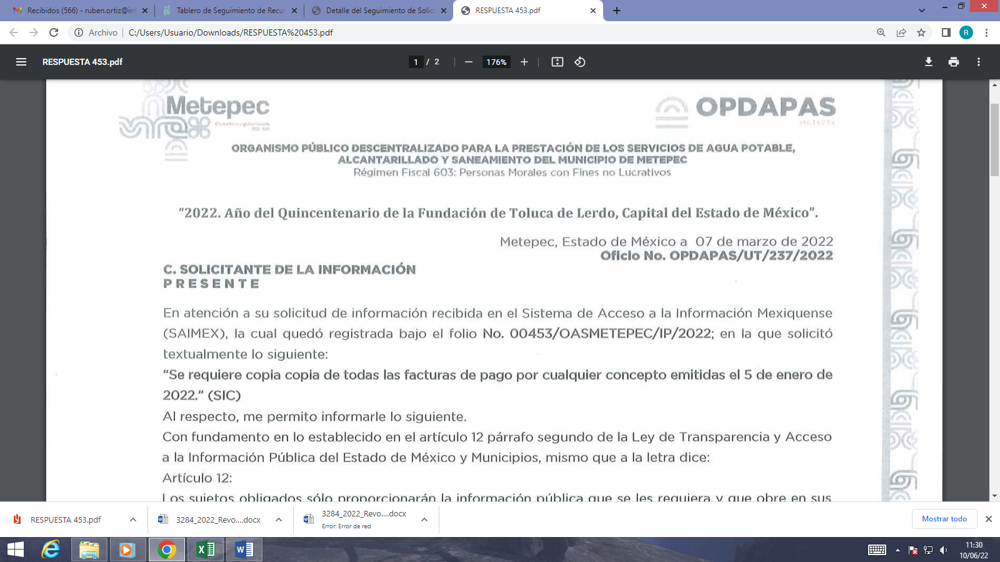 Recibidos (566) - ruben.ortiz@inf
Tablero de Seguimiento de Recur
Detalle del Seguimiento de Solic
RESPUESTA 453.pdf
Archivo
C:/Users/Usuario/Downloads/RESPUESTA%20453.pdf
R
RESPUESTA 453.pdf
1 / 2
176%
Metepec
OPDAPAS
METEPEC
ORGANISMO PÚBLICO DESCENTRALIZADO PARA LA PRESTACIÓN DE LOS SERVICIOS DE AGUA POTABLE,
ALCANTARILLADO Y SANEAMIENTO DEL MUNICIPIO DE METEPEC
Régimen Fiscal 603: Personas Morales con Fines no Lucrativos
“2022. Año del Quincentenario de la Fundación de Toluca de Lerdo, Capital del Estado de México”.
Metepec, Estado de México a 07 de marzo de 2022
Oficio No. OPDAPAS/UT/237/2022
C. SOLICITANTE DE LA INFORMACIÓN
P R E S E N T E
En atención a su solicitud de información recibida en el Sistema de Acceso a la Información Mexiquense
(SAIMEX), la cual quedó registrada bajo el folio No. 00453/OASMETEPEC/IP/2022; en la que solicitó
textualmente lo siguiente:
“Se requiere copia copia de todas las facturas de pago por cualquier concepto emitidas el 5 de enero de
2022.” (SIC)
Al respecto, me permito informarle lo siguiente.
Con fundamento en lo establecido en el artículo 12 párrafo segundo de la Ley de Transparencia y Acceso
a la Información Pública del Estado de México y Municipios, mismo que a la letra dice:
Artículo 12:
Los sujetos obligados sólo proporcionarán la información pública que se les requiera y que obre en sus
RESPUESTA 453.pdf
3284_2022_Revo....docx
3284_2022_Revo....docx
Error: Error de red
Mostrar todo
11:30
10/06/22